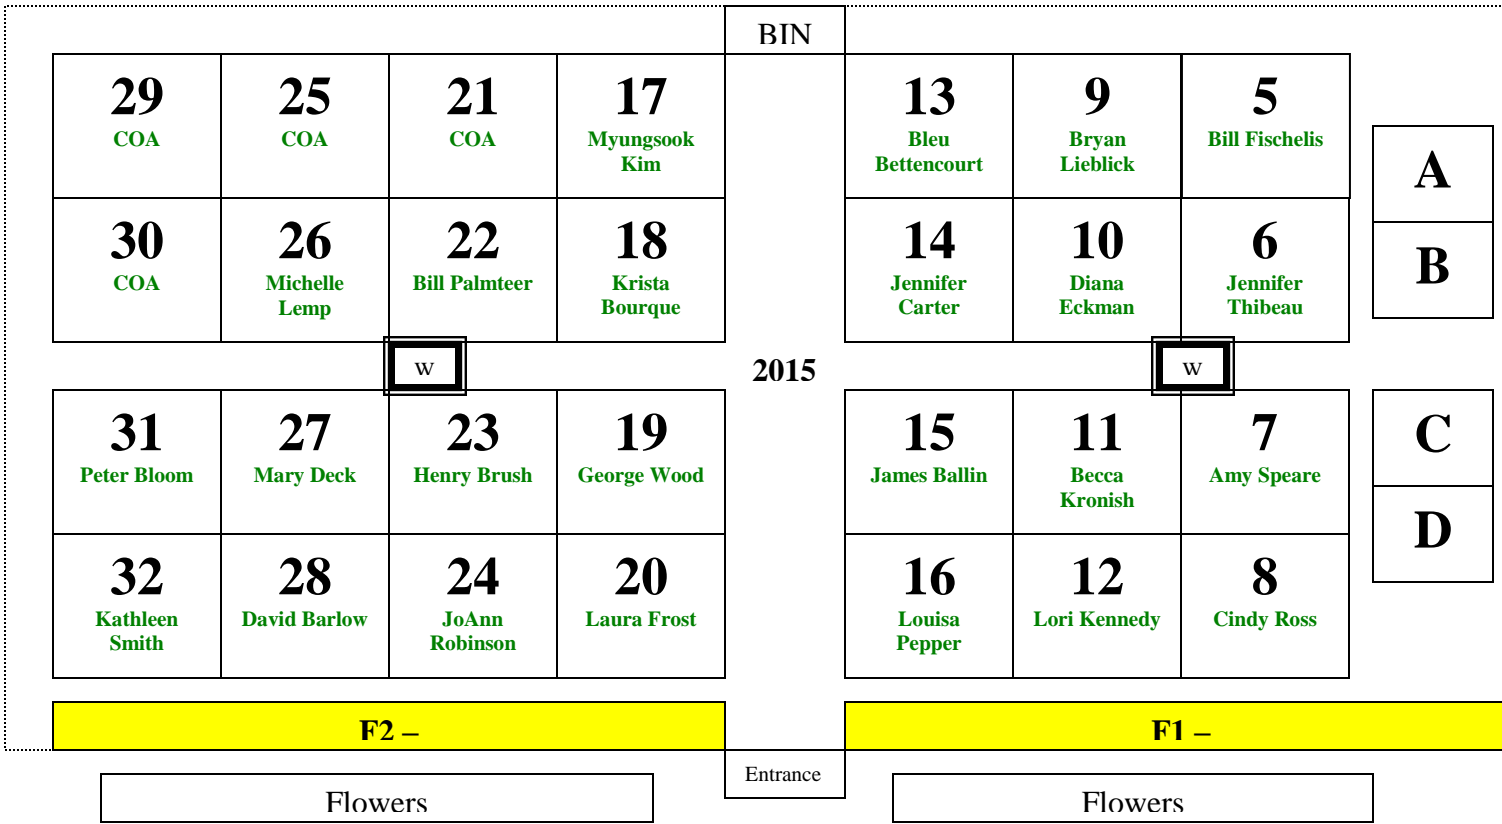 BIN
29
COA
25
COA
21
COA
17
Myungsook
Kim
13
Bleu
Bettencourt
9
Bryan
Lieblick
5
Bill Fischelis
A
30
COA
26
Michelle
Lemp
22
Bill Palmteer
18
Krista
Bourque
14
Jennifer
Carter
10
Diana
Eckman
6
Jennifer
Thibeau
B
w
2015
w
31
Peter Bloom
27
Mary Deck
23
Henry Brush
19
George Wood
15
James Ballin
11
Becca
Kronish
7
Amy Speare
C
32
Kathleen
Smith
28
David Barlow
24
JoAnn
Robinson
20
Laura Frost
16
Louisa
Pepper
12
Lori Kennedy
8
Cindy Ross
D
F2 –
F1 –
Entrance
Flowers
Flowers